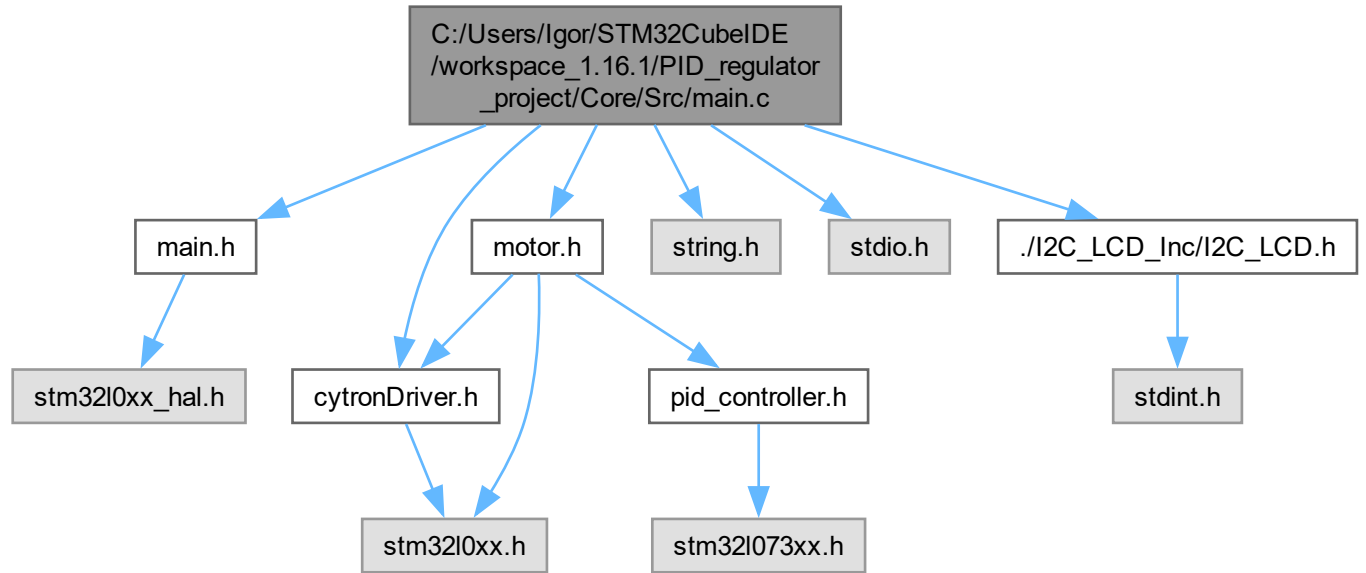 C:/Users/Igor/STM32CubeIDE
/workspace_1.16.1/PID_regulator
_project/Core/Src/main.c
main.h
motor.h
string.h
stdio.h
./I2C_LCD_Inc/I2C_LCD.h
stm32l0xx_hal.h
cytronDriver.h
pid_controller.h
stdint.h
stm32l0xx.h
stm32l073xx.h